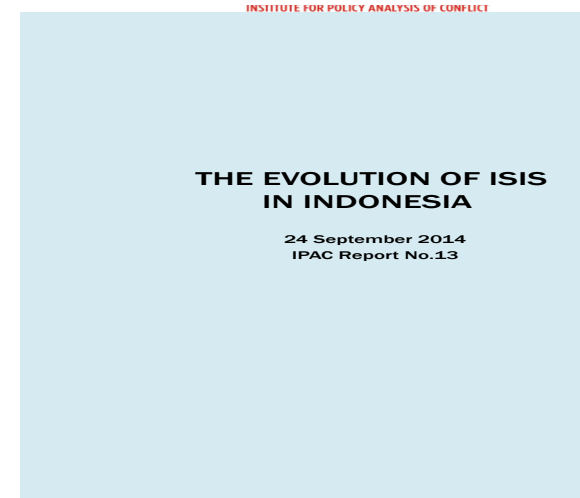 INSTITUTE FOR POLICY ANALYSIS OF CONFLICT
THE EVOLUTION OF ISIS
IN INDONESIA
24 September 2014
IPAC Report No.13